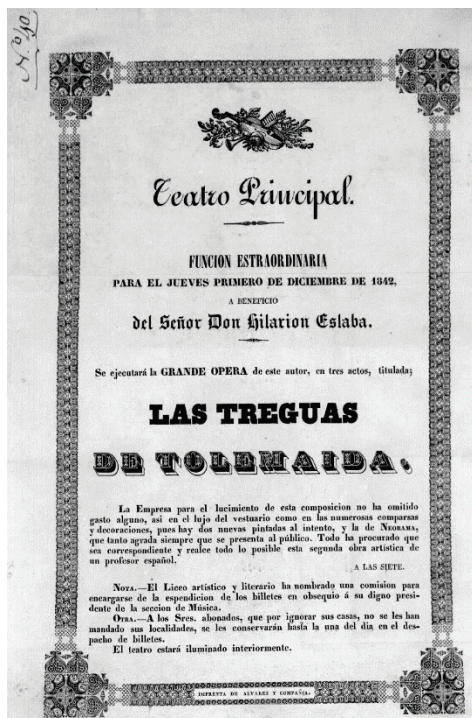 N.º 40.
Teatro Principal.
FUNCION ESTRAORDINARIA
PARA EL JUEVES PRIMERO DE DICIEMBRE DE 1842,
A BENEFICIO
del Señor Don Hilarion Eslaba.
Se ejecutará la GRANDE OPERA de este autor, en tres actos, titulada;
LAS TREGUAS
DE TOLEMAIDA.
La Empresa para el lucimiento de esta composicion no ha omitido
gasto alguno, asi en el lujo del vestuario como en las numerosas comparsas
y decoraciones, pues hay dos nuevas pintadas al intento, y la de NEORAMA,
que tanto agrada siempre que se presenta al público. Todo ha procurado que
sea correspondiente y realce todo lo posible esta segunda obra artística de
un profesor español.
A LAS SIETE.
NOTA.—El Liceo artístico y literario ha nombrado una comision para
encargarse de la espendicion de los billetes en obsequio á su digno presi-
dente de la seccion de Música.
OTRA.—A los Sres. abonados, que por ignorar sus casas, no se les han
mandado sus localidades, se les conservarán hasta la una del dia en el des-
pacho de billetes.
El teatro estará iluminado interiormente.
IMPRENTA DE ALVAREZ Y COMPAÑIA.